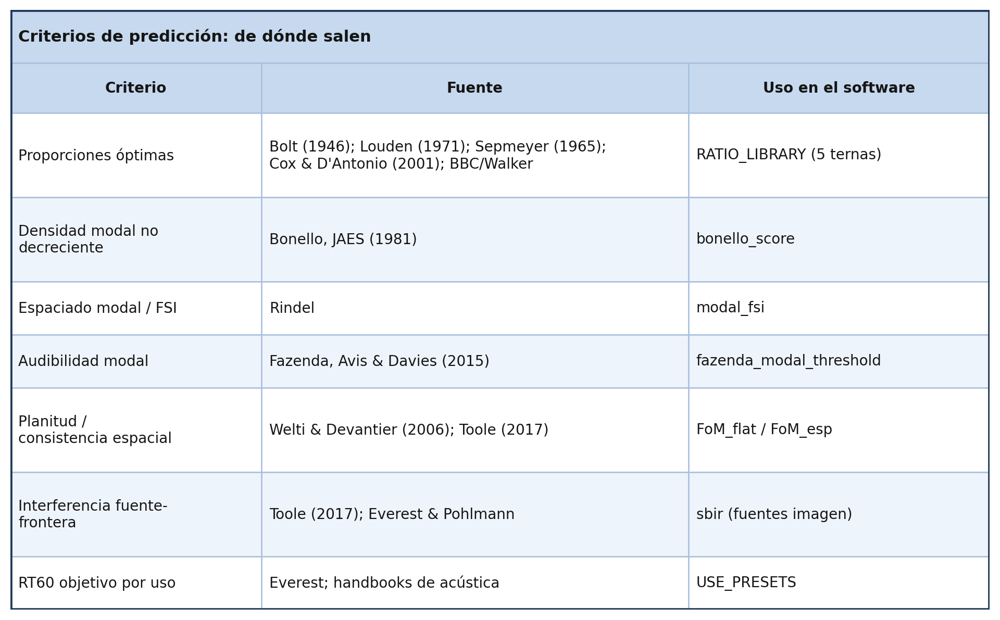 Criterios de predicción: de dónde salen
Criterio
Fuente
Uso en el software
Proporciones óptimas
Bolt (1946); Louden (1971); Sepmeyer (1965);
Cox & D'Antonio (2001); BBC/Walker
RATIO_LIBRARY (5 ternas)
Densidad modal no
decreciente
Bonello, JAES (1981)
bonello_score
Espaciado modal / FSI
Rindel
modal_fsi
Audibilidad modal
Fazenda, Avis & Davies (2015)
fazenda_modal_threshold
Planitud /
consistencia espacial
Welti & Devantier (2006); Toole (2017)
FoM_flat / FoM_esp
Interferencia fuente-
frontera
Toole (2017); Everest & Pohlmann
sbir (fuentes imagen)
RT60 objetivo por uso
Everest; handbooks de acústica
USE_PRESETS